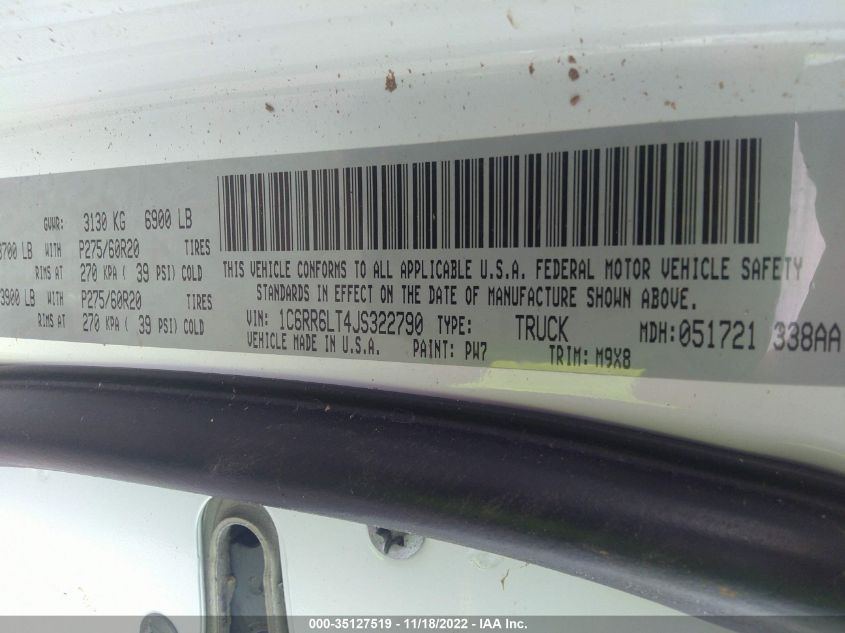 GVWR: 3130 KG 6900 LB
3700 LB WITH P275/60R20 TIRES
RIMS AT 270 KPA ( 39 PSI) COLD
3900 LB WITH P275/60R20 TIRES
RIMS AT 270 KPA ( 39 PSI) COLD
THIS VEHICLE CONFORMS TO ALL APPLICABLE U.S.A. FEDERAL MOTOR VEHICLE SAFETY
STANDARDS IN EFFECT ON THE DATE OF MANUFACTURE SHOWN ABOVE.
VIN: 1C6RR6LT4JS322790 TYPE: TRUCK MDH: 051721 338AA
VEHICLE MADE IN U.S.A. PAINT: PW7 TRIM: M9X8
000-35127519 - 11/18/2022 - IAA Inc.